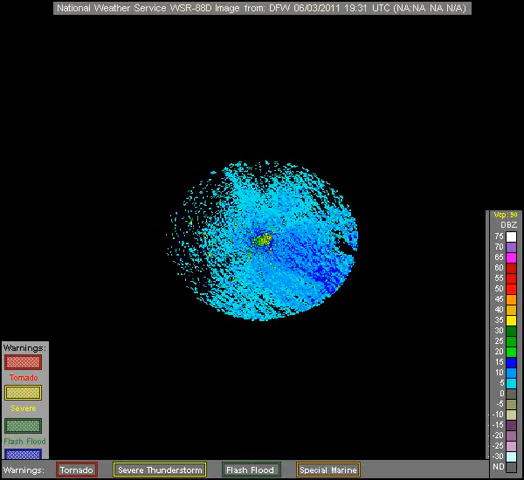 National Weather Service WSR-88D Image from: DFW 06/03/2011 19:31 UTC (NA:NA NA N/A)
Vcp: 90
DBZ
75
70
65
60
55
50
45
40
35
30
25
20
15
10
5
0
-5
-10
-15
-20
-25
-30
ND
Warnings:
Tornado
Severe
Flash Flood
Warnings: Tornado Severe Thunderstorm Flash Flood Special Marine